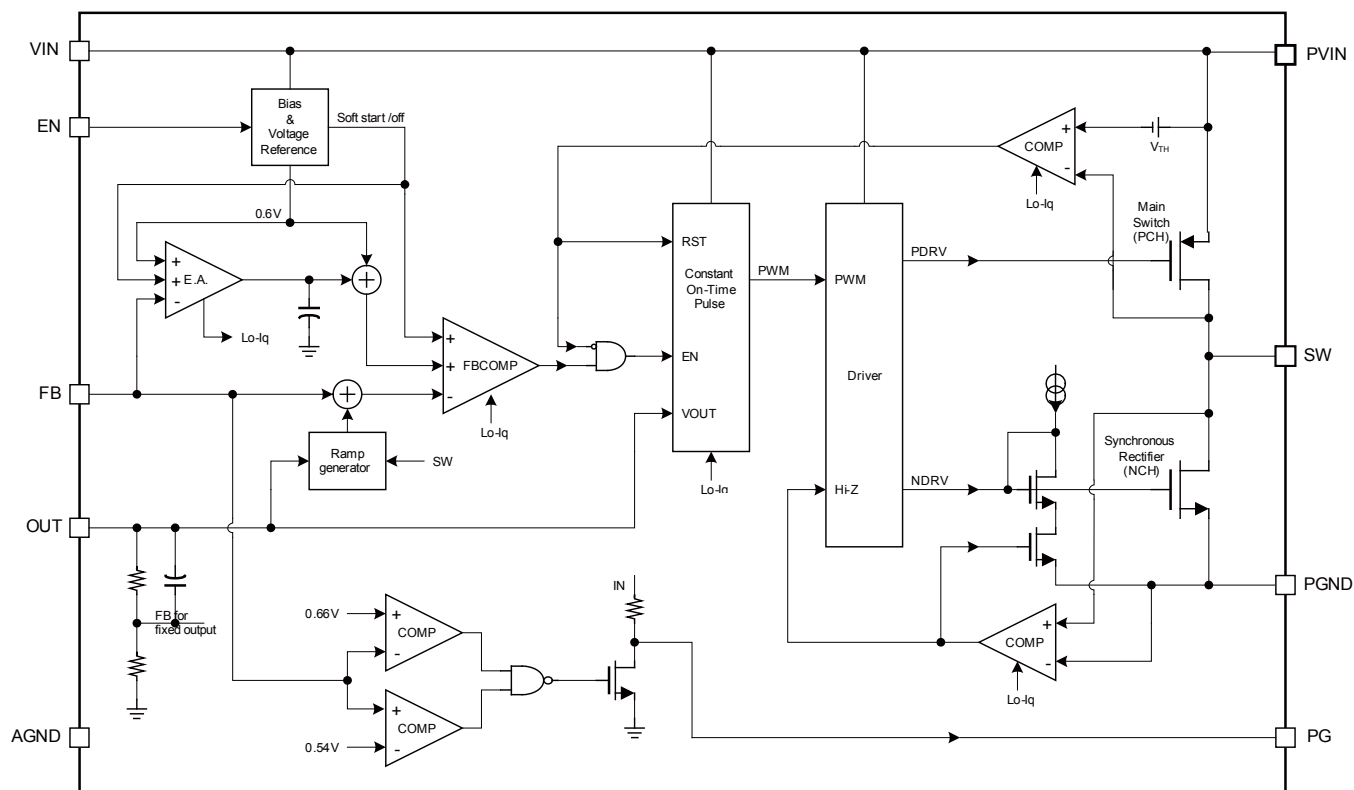 VIN
PVIN
Bias
&
Voltage
Reference
EN
Soft start /off
+
COMP
-
VTH
Lo-Iq
0.6V
Main
Switch
(PCH)
RST
PDRV
+
+ E.A.
-
+
Constant
On-Time
Pulse
PWM
PWM
Lo-Iq
+
+ FBCOMP
-
EN
SW
FB
+
Driver
VOUT
Lo-Iq
Ramp
generator
SW
Synchronous
Rectifier
(NCH)
Lo-Iq
Hi-Z
NDRV
OUT
IN
PGND
FB for
fixed output
0.66V
+
COMP
-
+
COMP
-
Lo-Iq
+
COMP
-
0.54V
AGND
PG